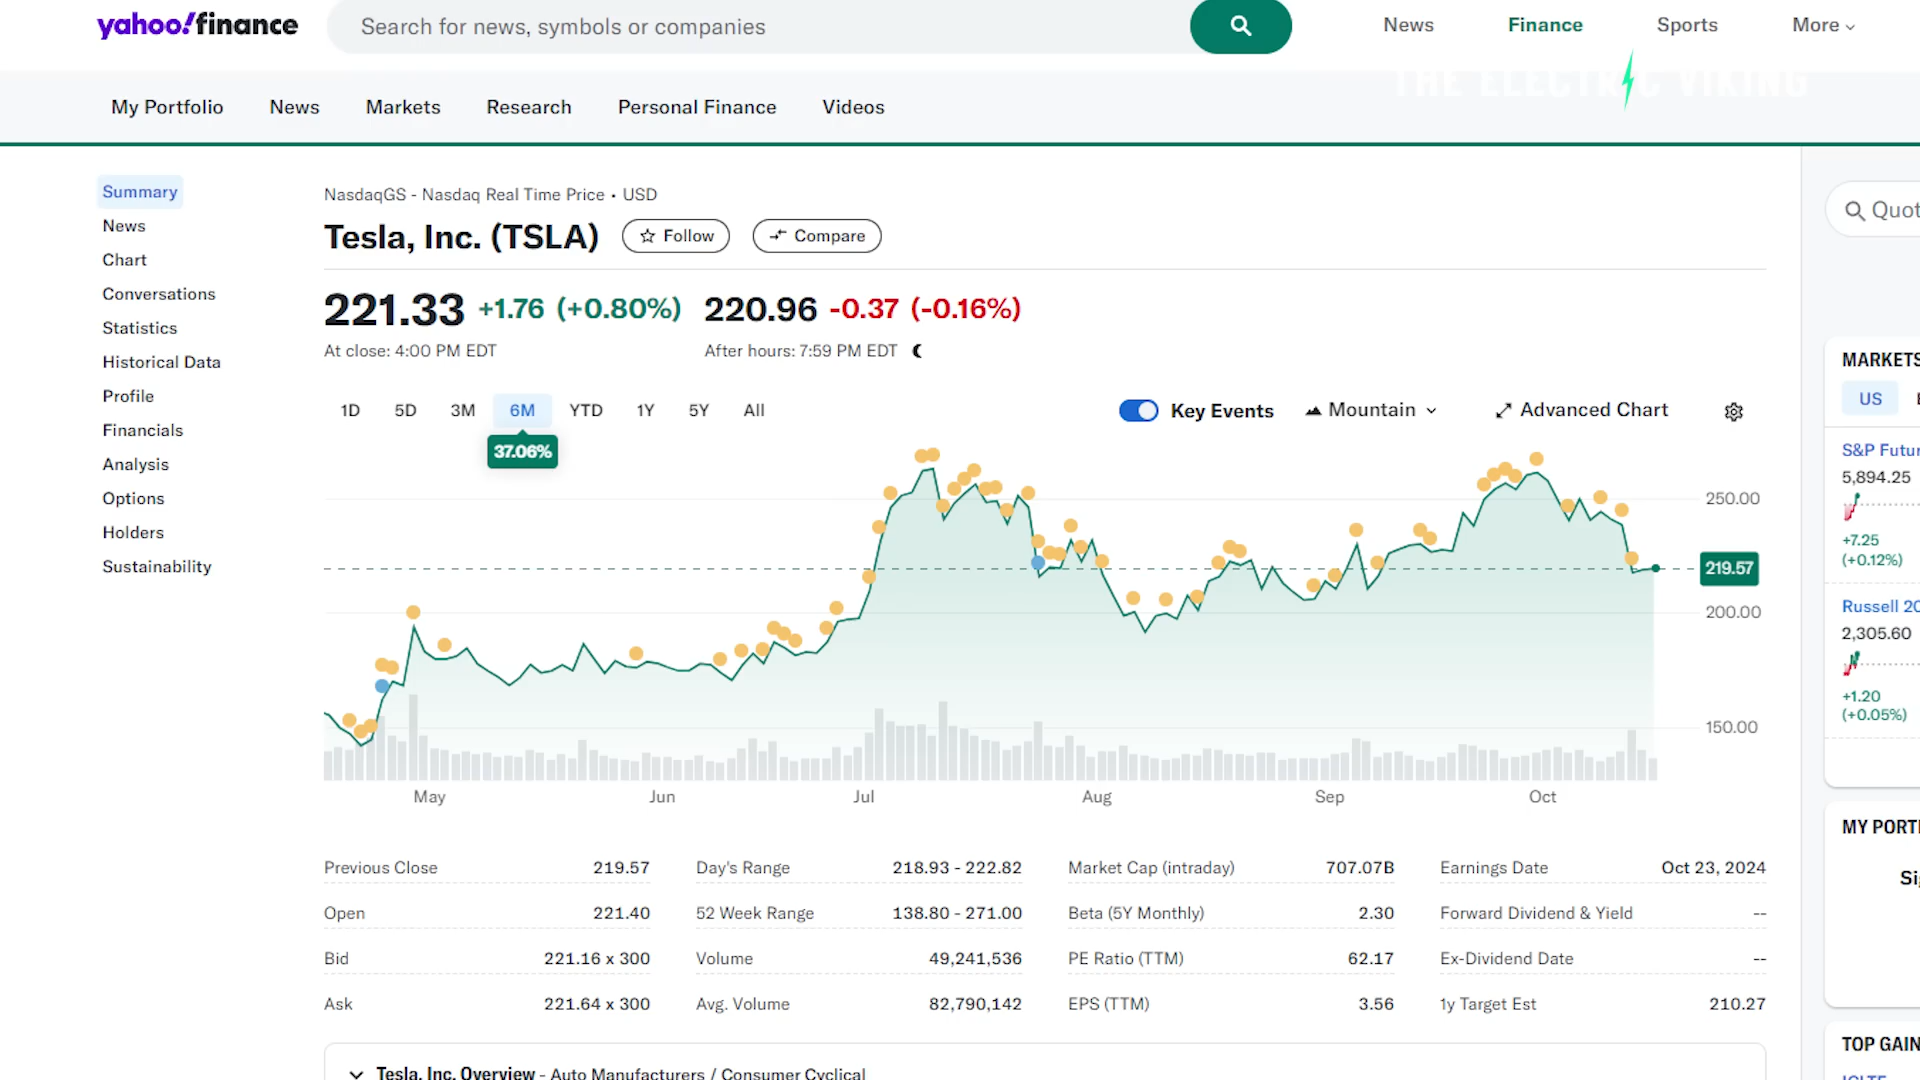 yahoo!finance
Search for news, symbols or companies
News Finance Sports More
THE ELECTRIC VIKING
My Portfolio News Markets Research Personal Finance Videos
Summary
News
Chart
Conversations
Statistics
Historical Data
Profile
Financials
Analysis
Options
Holders
Sustainability
NasdaqGS - Nasdaq Real Time Price • USD
Tesla, Inc. (TSLA) Follow Compare
221.33 +1.76 (+0.80%) 220.96 -0.37 (-0.16%)
At close: 4:00 PM EDT After hours: 7:59 PM EDT
1D 5D 3M 6M YTD 1Y 5Y All Key Events Mountain Advanced Chart
37.06%
250.00
219.57
200.00
150.00
May Jun Jul Aug Sep Oct
Previous Close 219.57 Day's Range 218.93 - 222.82 Market Cap (intraday) 707.07B Earnings Date Oct 23, 2024
Open 221.40 52 Week Range 138.80 - 271.00 Beta (5Y Monthly) 2.30 Forward Dividend & Yield --
Bid 221.16 x 300 Volume 49,241,536 PE Ratio (TTM) 62.17 Ex-Dividend Date --
Ask 221.64 x 300 Avg. Volume 82,790,142 EPS (TTM) 3.56 1y Target Est 210.27
Tesla, Inc. Overview - Auto Manufacturers / Consumer Cyclical
Quot
MARKETS
US
S&P Futur
5,894.25
+7.25
(+0.12%)
Russell 20
2,305.60
+1.20
(+0.05%)
MY PORTF
Si
TOP GAIN